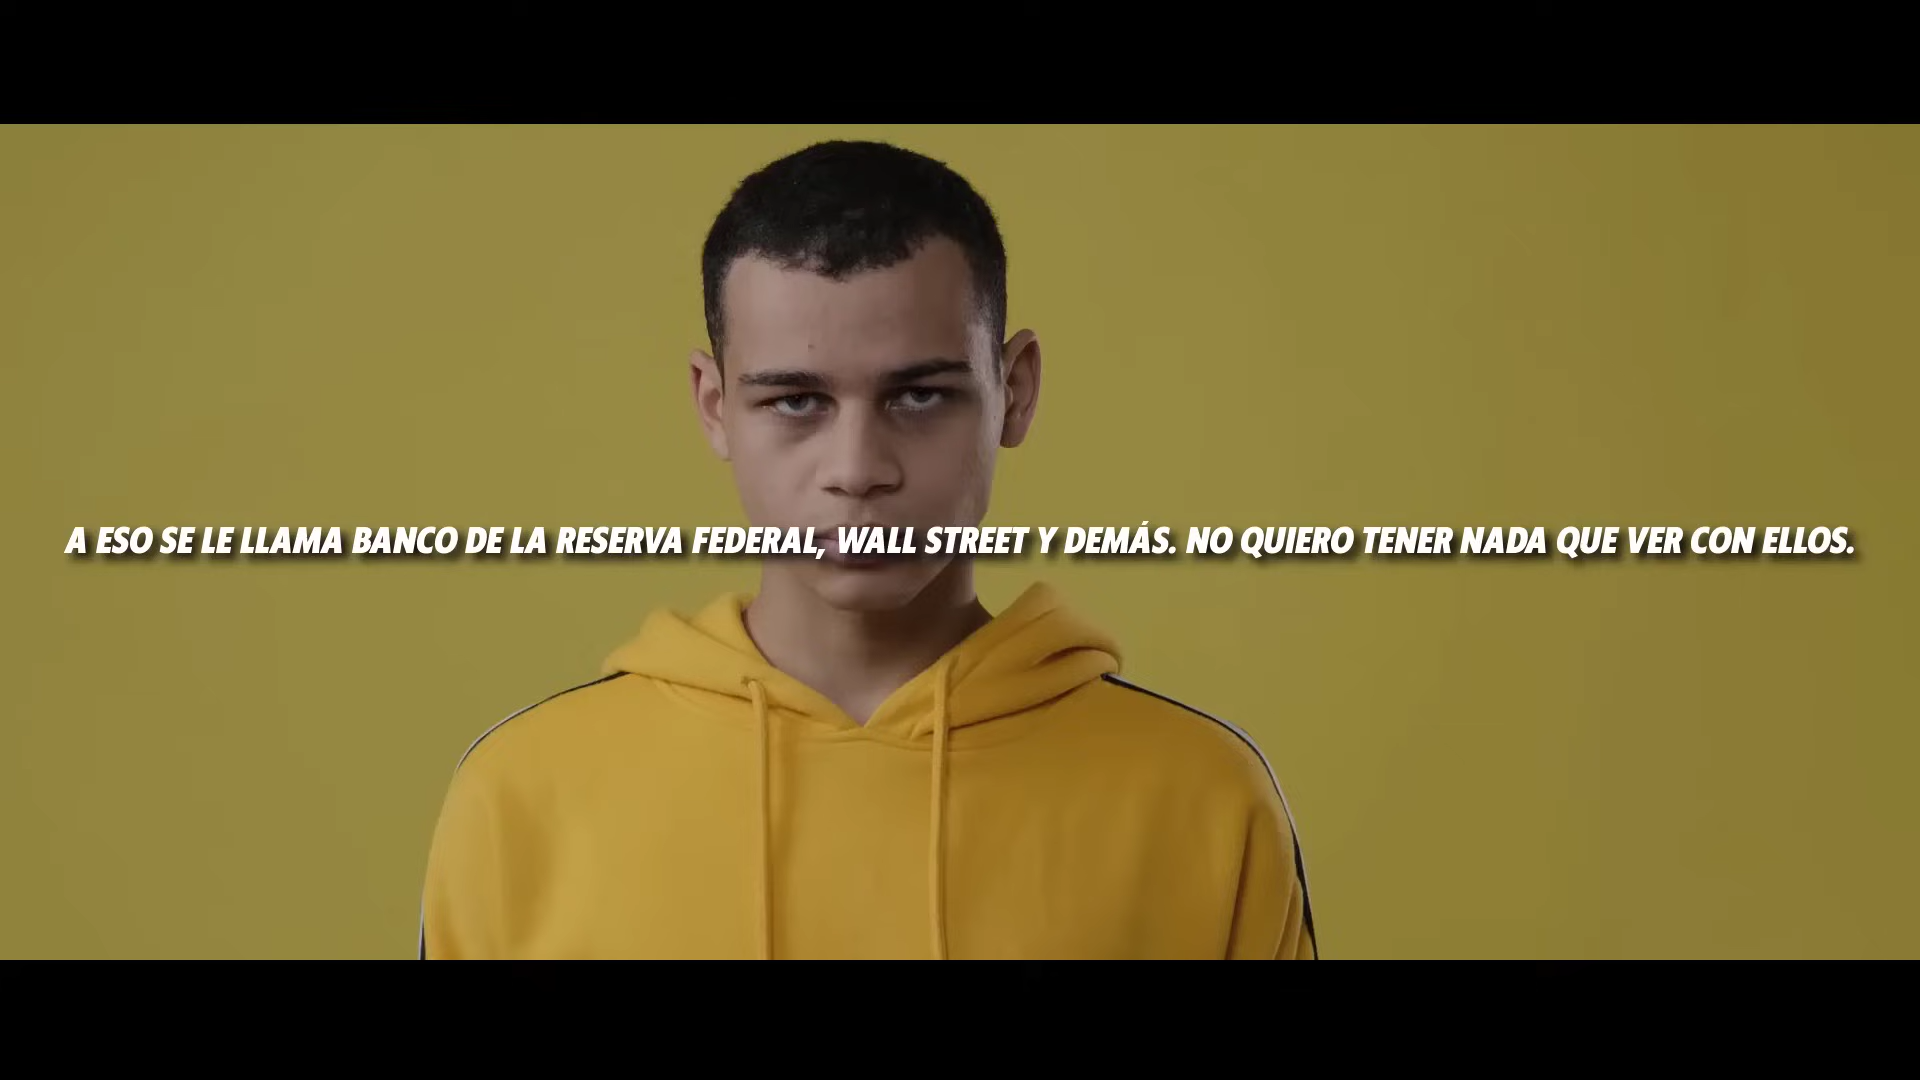 A ESO SE LE LLAMA BANCO DE LA RESERVA FEDERAL, WALL STREET Y DEMÁS. NO QUIERO TENER NADA QUE VER CON ELLOS.